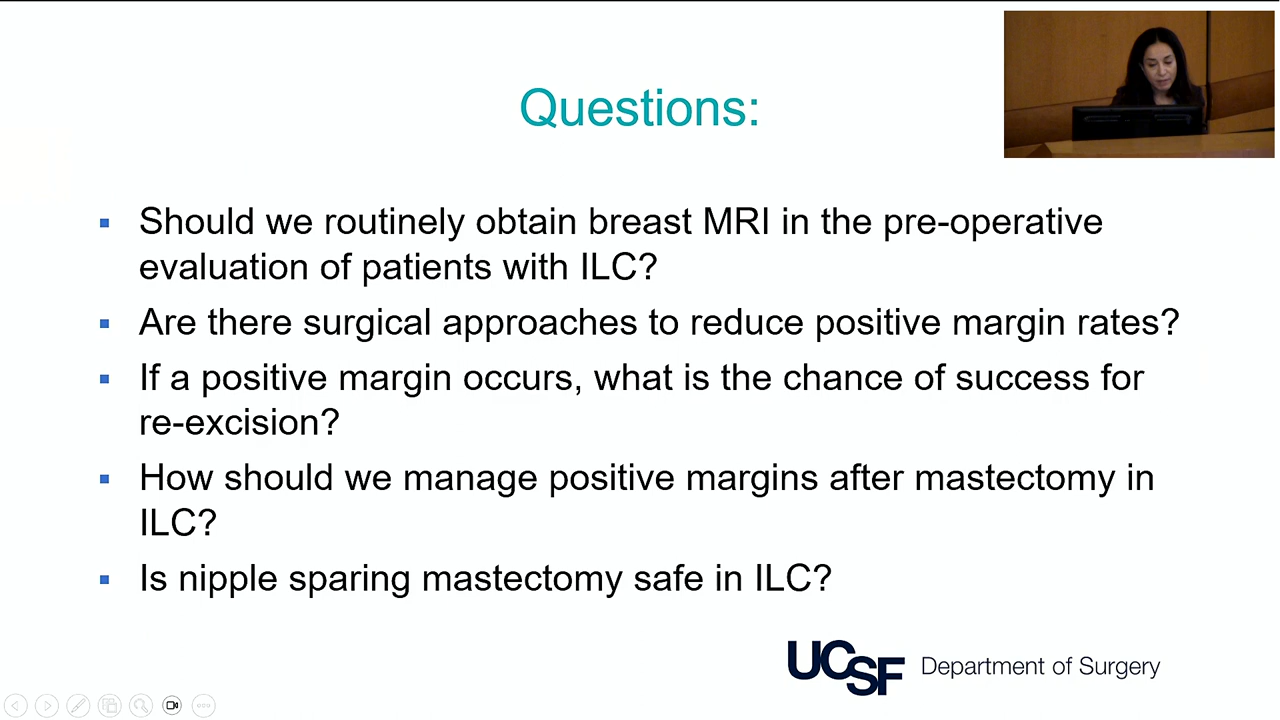 Questions:
Should we routinely obtain breast MRI in the pre-operative
evaluation of patients with ILC?
Are there surgical approaches to reduce positive margin rates?
If a positive margin occurs, what is the chance of success for
re-excision?
How should we manage positive margins after mastectomy in
ILC?
Is nipple sparing mastectomy safe in ILC?
UCSF Department of Surgery